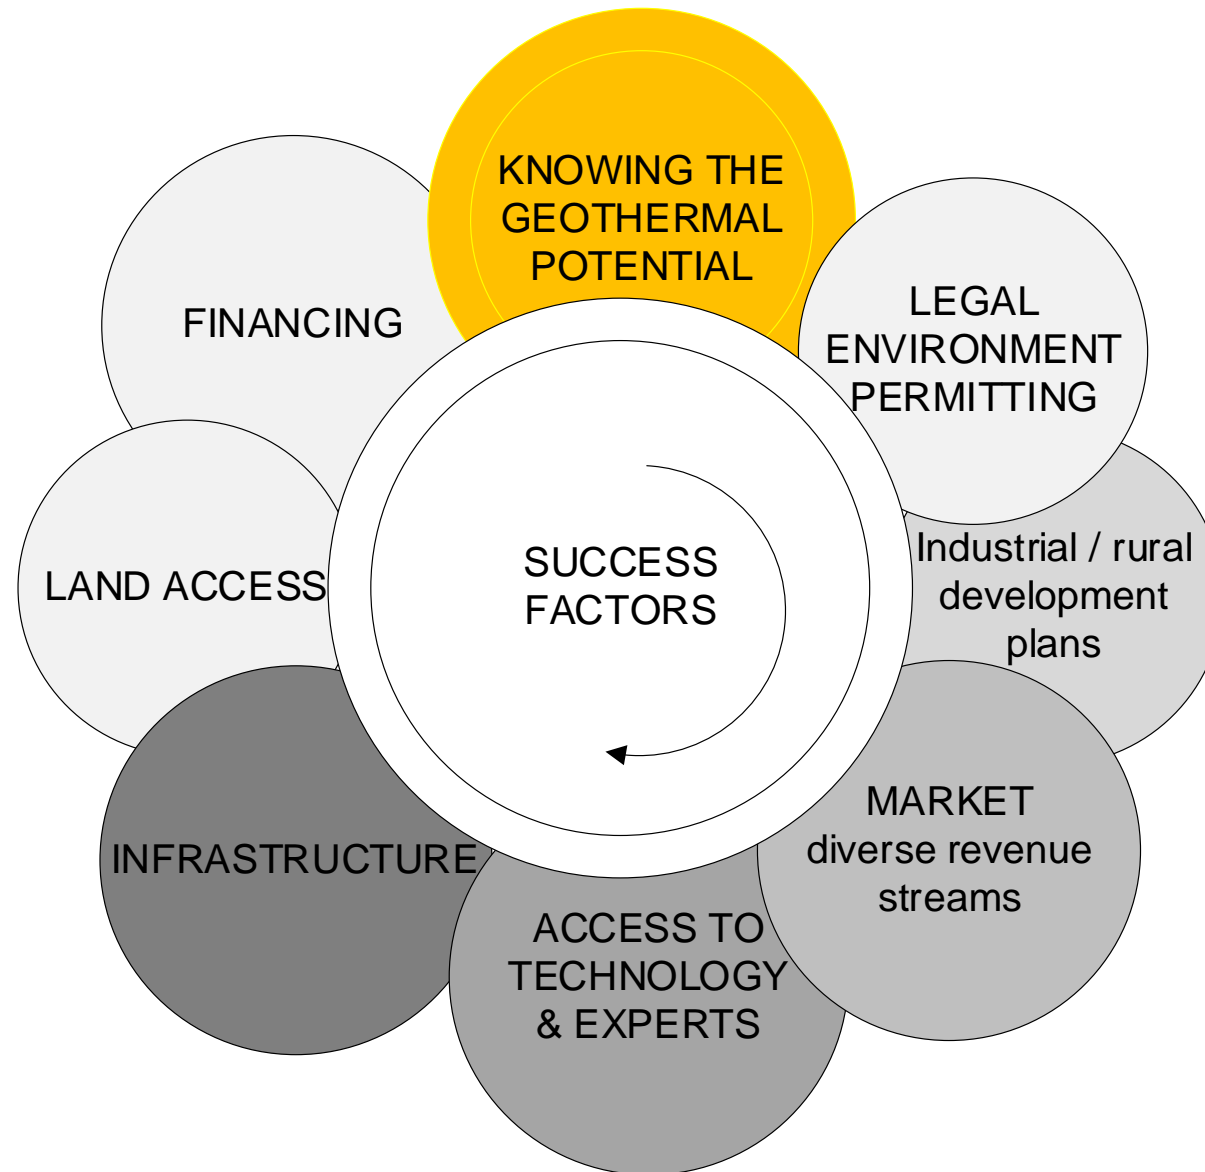 KNOWING THE
GEOTHERMAL
POTENTIAL
LEGAL
ENVIRONMENT
PERMITTING
Industrial / rural
development
plans
MARKET
diverse revenue
streams
ACCESS TO
TECHNOLOGY
& EXPERTS
INFRASTRUCTURE
LAND ACCESS
FINANCING
SUCCESS
FACTORS